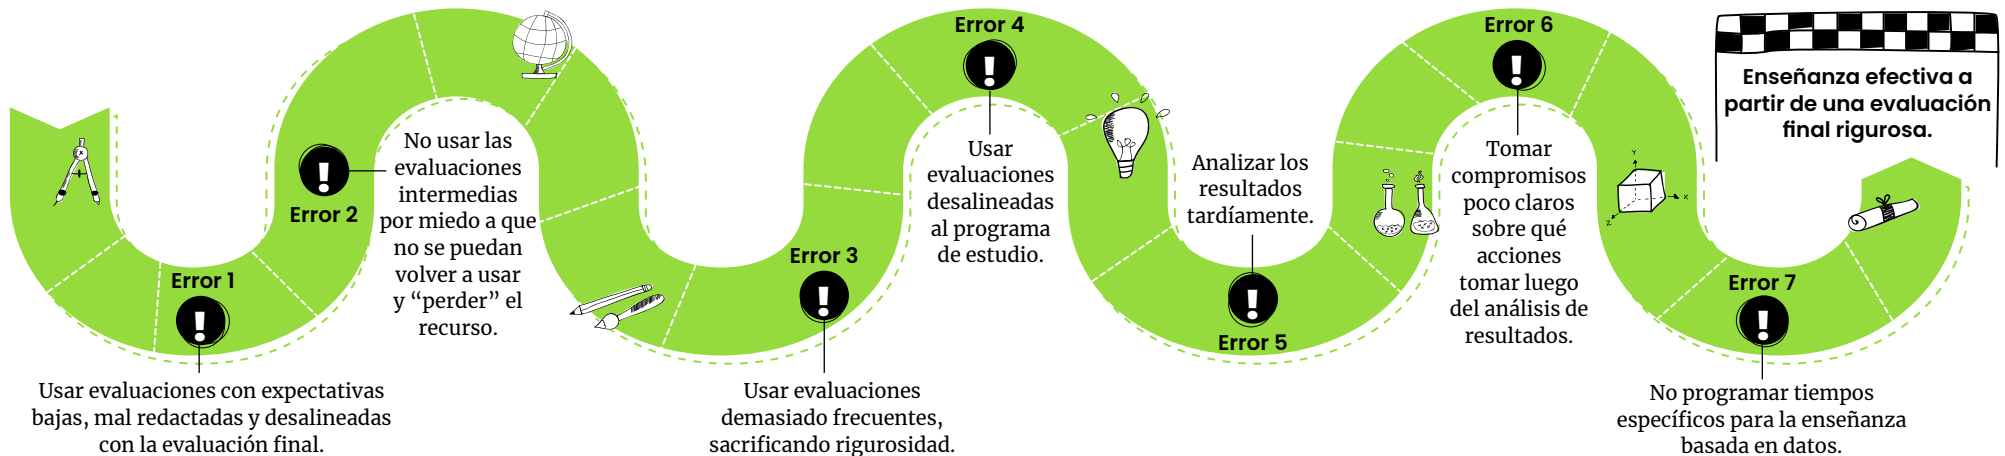 Error 1
Usar evaluaciones con expectativas
bajas, mal redactadas y desalineadas
con la evaluación final.
Error 2
No usar las
evaluaciones
intermedias
por miedo a que
no se puedan
volver a usar
y “perder” el
recurso.
Error 3
Usar evaluaciones
demasiado frecuentes,
sacrificando rigurosidad.
Error 4
Usar
evaluaciones
desalineadas
al programa
de estudio.
Analizar los
resultados
tardíamente.
Error 5
Error 6
Tomar
compromisos
poco claros
sobre qué
acciones
tomar luego
del análisis de
resultados.
Y
X
Z
Error 7
No programar tiempos
específicos para la enseñanza
basada en datos.
Enseñanza efectiva a
partir de una evaluación
final rigurosa.